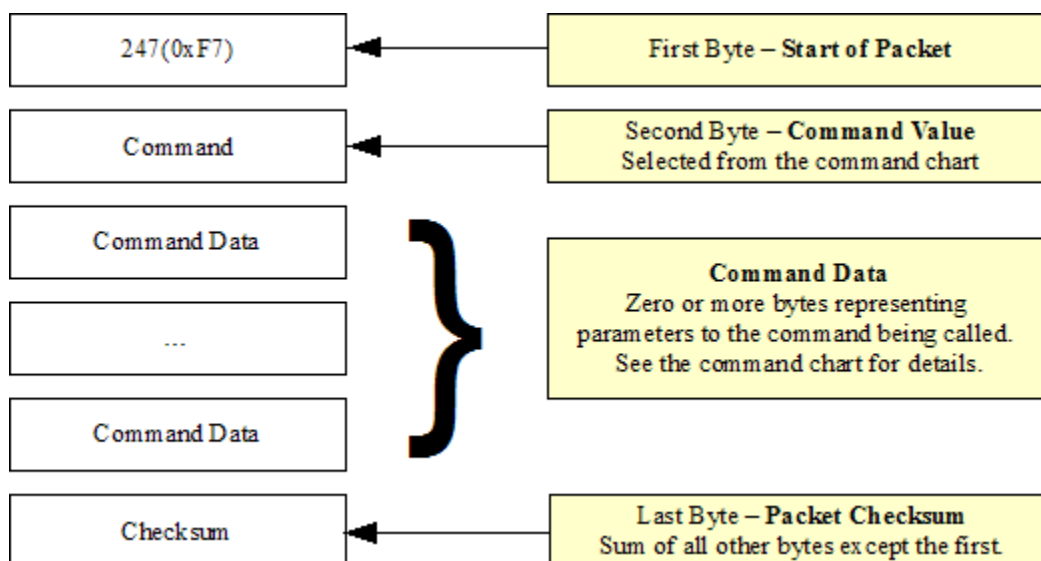 247(0xF7)
First Byte – Start of Packet
Command
Second Byte – Command Value
Selected from the command chart
Command Data
...
Command Data
Command Data
Zero or more bytes representing
parameters to the command being called.
See the command chart for details.
Checksum
Last Byte – Packet Checksum
Sum of all other bytes except the first.